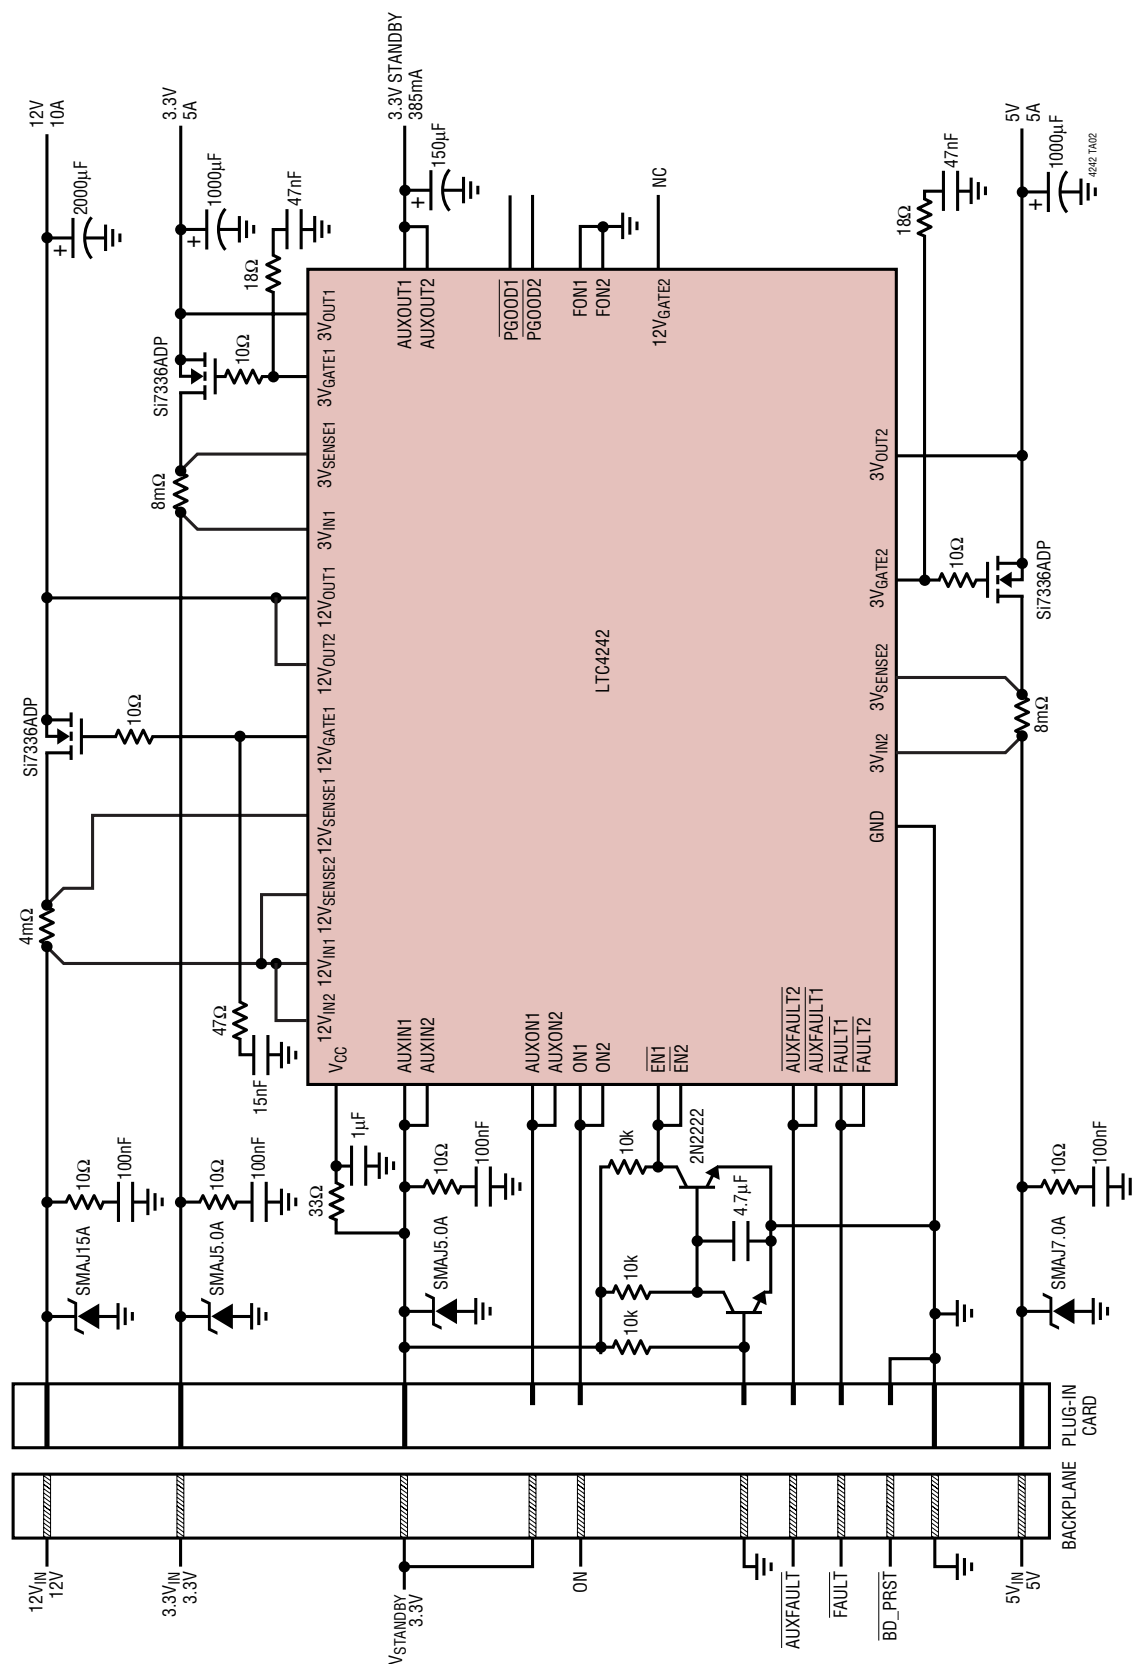 12V
10A
3.3V
5A
3.3V STANDBY
385mA
5V
5A
2000µF
1000µF
150µF
1000µF
4242 TA02
47nF
18Ω
47nF
18Ω
NC
Si7336ADP
10Ω
8mΩ
Si7336ADP
10Ω
4mΩ
47Ω
15nF
3VOUT1
3VGATE1
3VSENSE1
3VIN1
12VOUT1
12VOUT2
12VGATE1
12VSENSE1
12VSENSE2
12VIN1
12VIN2
VCC
AUXOUT1
AUXOUT2
PGOOD1
PGOOD2
FON1
FON2
12VGATE2
LTC4242
AUXIN1
AUXIN2
AUXON1
AUXON2
ON1
ON2
EN1
EN2
AUXFAULT2
AUXFAULT1
FAULT1
FAULT2
3VOUT2
3VGATE2
3VSENSE2
3VIN2
GND
10Ω
Si7336ADP
8mΩ
10Ω
100nF
SMAJ15A
10Ω
100nF
SMAJ5.0A
33Ω
1µF
10Ω
100nF
SMAJ5.0A
10k
2N2222
4.7µF
10k
10k
10Ω
100nF
SMAJ7.0A
PLUG-IN
CARD
BACKPLANE
12VIN
12V
3.3VIN
3.3V
VSTANDBY
3.3V
ON
AUXFAULT
FAULT
BD_PRST
5VIN
5V